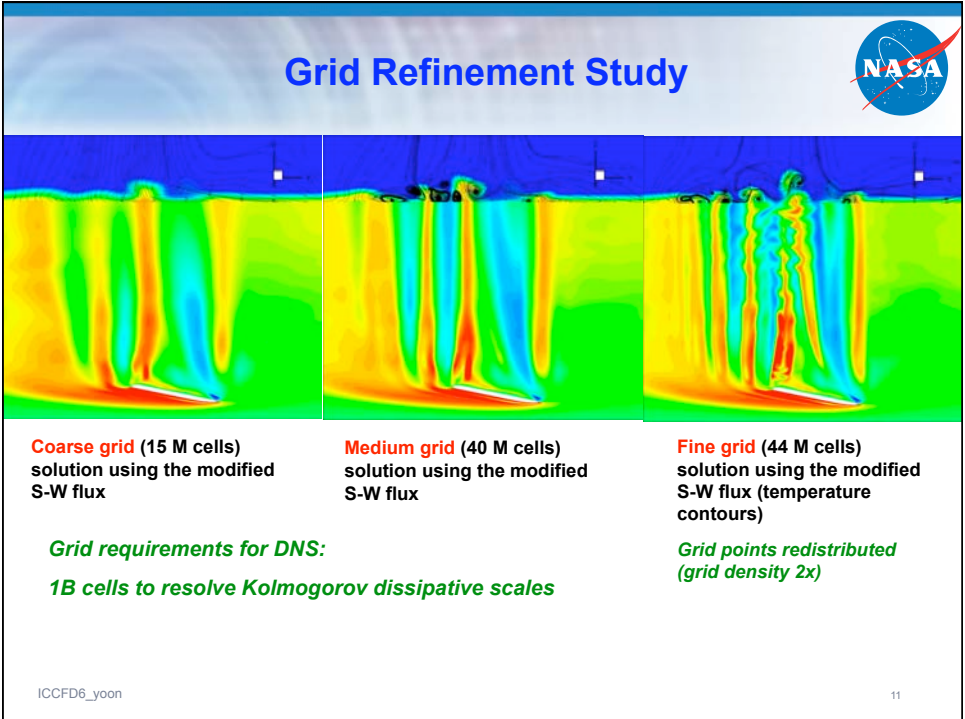 Grid Refinement Study
NASA
Coarse grid (15 M cells)
solution using the modified
S-W flux
Medium grid (40 M cells)
solution using the modified
S-W flux
Fine grid (44 M cells)
solution using the modified
S-W flux (temperature
contours)
Grid points redistributed
(grid density 2x)
Grid requirements for DNS:
1B cells to resolve Kolmogorov dissipative scales
ICCFD6_yoon
11